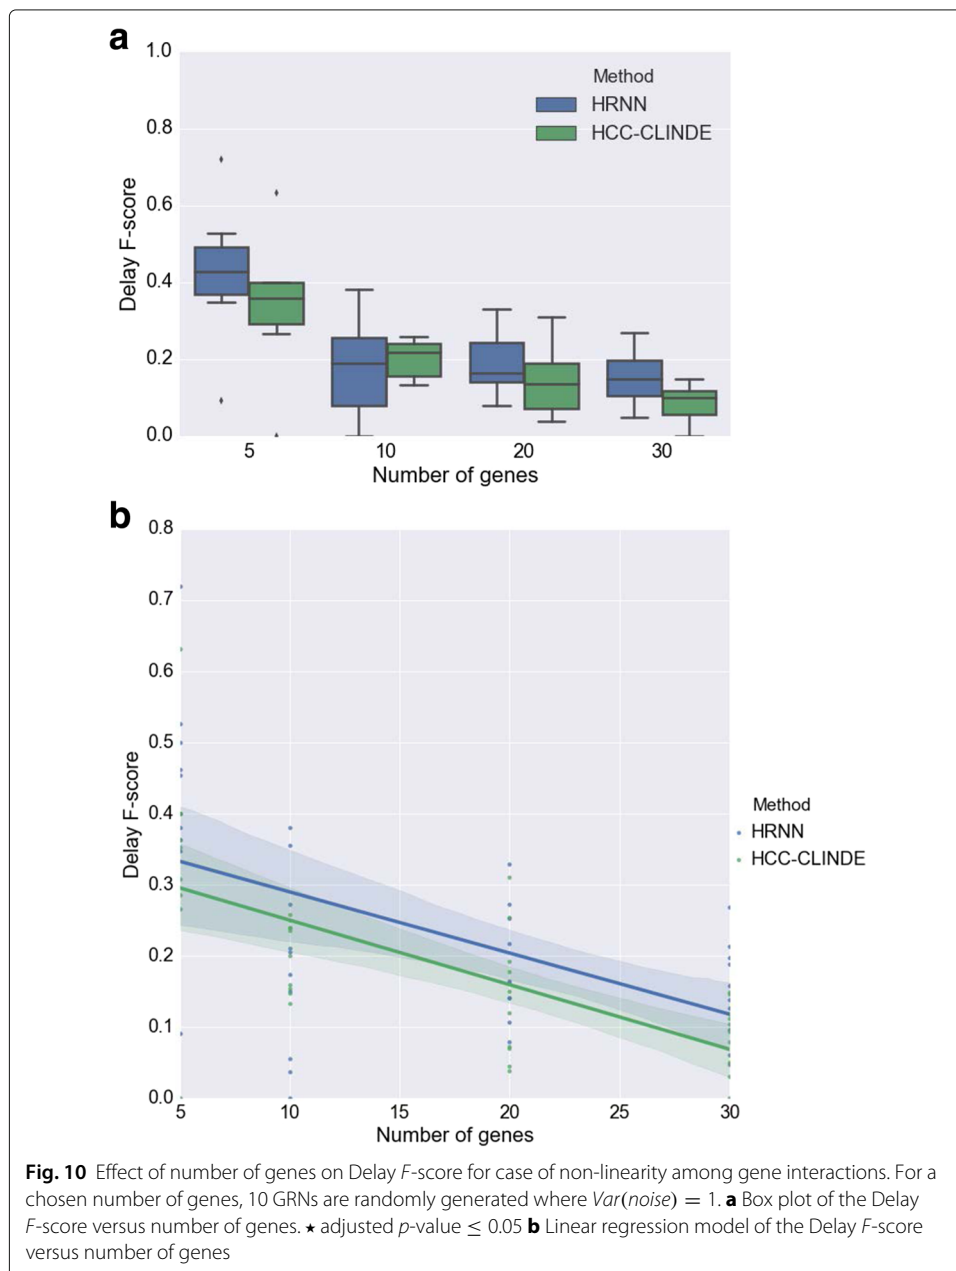 a
1.0
Method
HRNN
HCC-CLINDE
0.8
0.6
0.4
0.2
0.0
Delay F-score
5 10 20 30
Number of genes
b
0.8
0.7
0.6
0.5
0.4
0.3
0.2
0.1
0.0
Delay F-score
5 10 15 20 25 30
Number of genes
Method
HRNN
HCC-CLINDE
Fig. 10 Effect of number of genes on Delay F-score for case of non-linearity among gene interactions. For a
chosen number of genes, 10 GRNs are randomly generated where Var(noise) = 1. a Box plot of the Delay
F-score versus number of genes. ⋆ adjusted p-value ≤ 0.05 b Linear regression model of the Delay F-score
versus number of genes